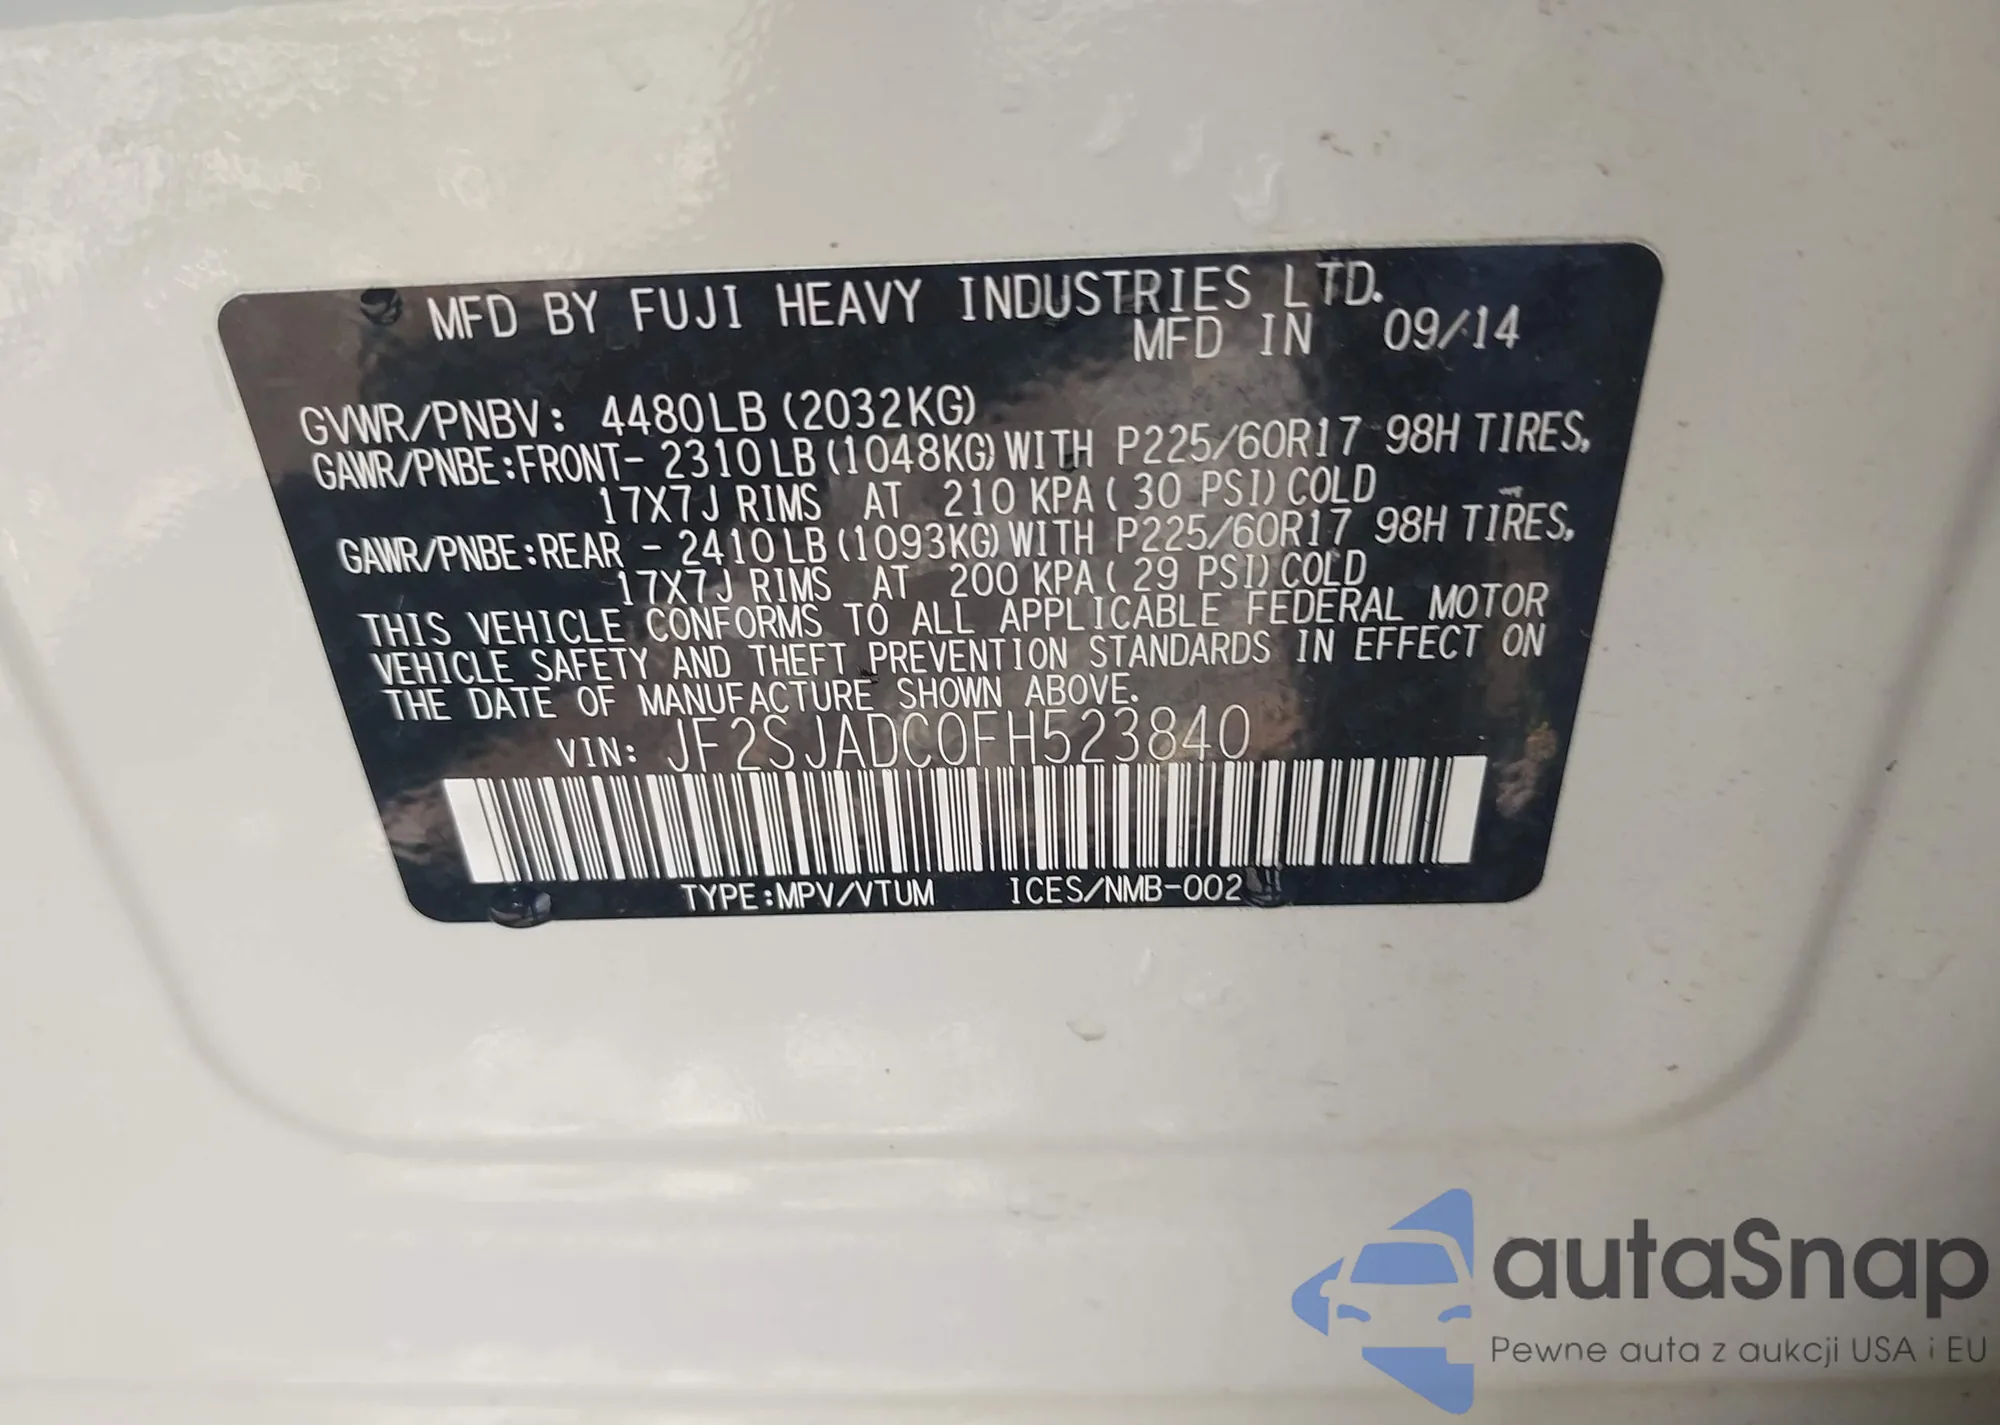 MFD BY FUJI HEAVY INDUSTRIES LTD.
MFD IN 09/14
GVWR/PNBV: 4480LB (2032KG)
GAWR/PNBE:FRONT- 2310LB (1048KG) WITH P225/60R17 98H TIRES,
17X7J RIMS AT 210 KPA ( 30 PSI) COLD
GAWR/PNBE:REAR - 2410LB (1093KG) WITH P225/60R17 98H TIRES,
17X7J RIMS AT 200 KPA ( 29 PSI) COLD
THIS VEHICLE CONFORMS TO ALL APPLICABLE FEDERAL MOTOR
VEHICLE SAFETY AND THEFT PREVENTION STANDARDS IN EFFECT ON
THE DATE OF MANUFACTURE SHOWN ABOVE.
VIN: JF2SJADC0FH523840
TYPE:MPV/VTUM ICES/NMB-002
autaSnap
Pewne auta z aukcji USA i EU